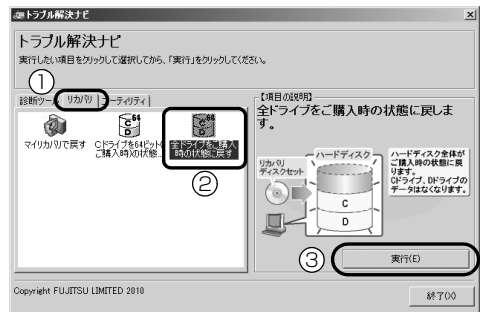 トラブル解決ナビ
トラブル解決ナビ
実行したい項目をクリックして選択してから、「実行」をクリックしてください。
①
診断ツール リカバリ ユーティリティ
マイリカバリで戻す
Cドライブを64ビット(
ご購入時)の状態...
全ドライブをご購入
時の状態に戻す
②
【項目の説明】
全ドライブをご購入時の状態に戻しま
す。
リカバリ
ディスクセット
ハードディスク
C
D
ハードディスク全体が
ご購入時の状態に戻
ります。
Cドライブ、Dドライブの
データはなくなります。
③
実行(E)
Copyright FUJITSU LIMITED 2010
終了(X)